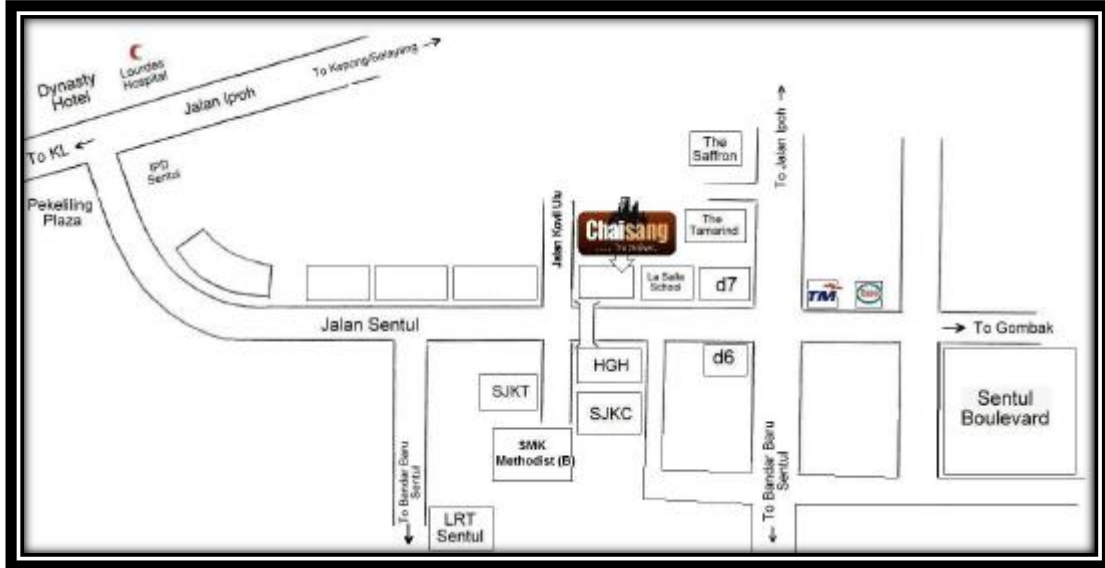 Dynasty
Hotel
Lourdes
Hospital
Jalan Ipoh
To Kepong/Selayang
To KL
IPD
Sentul
Pekeliling
Plaza
The
Saffron
To Jalan Ipoh
Jalan Kovil Ulu
Chaisang
The
Tamarind
La Salle
School
d7
TM
Esso
Jalan Sentul
To Gombak
HGH
d6
SJKT
SJKC
Sentul
Boulevard
SMK
Methodist (B)
To Bandar Baru
Sentul
LRT
Sentul
To Bandar Baru
Sentul